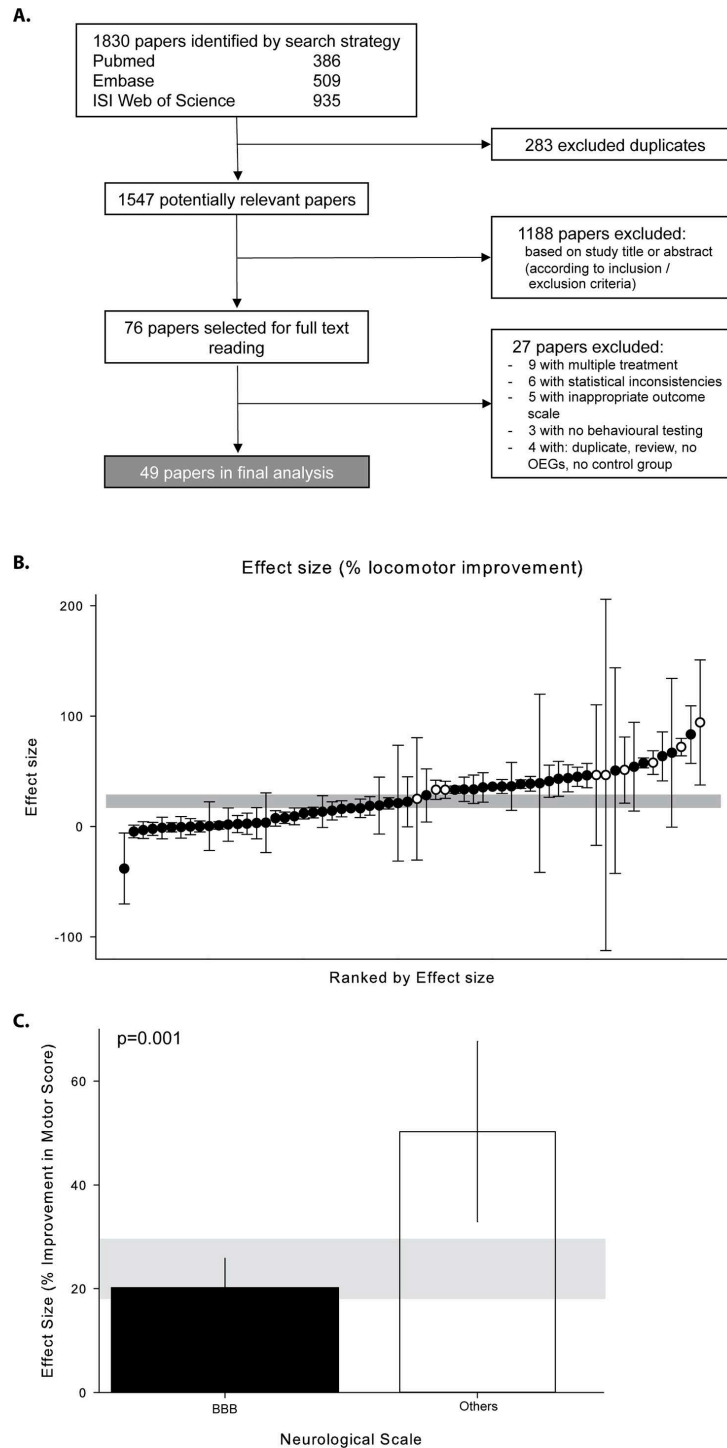 A.
1830 papers identified by search strategy
Pubmed 386
Embase 509
ISI Web of Science 935
283 excluded duplicates
1547 potentially relevant papers
1188 papers excluded:
based on study title or abstract
(according to inclusion /
exclusion criteria)
76 papers selected for full text
reading
27 papers excluded:
- 9 with multiple treatment
- 6 with statistical inconsistencies
- 5 with inappropriate outcome
scale
- 3 with no behavioural testing
- 4 with: duplicate, review, no
OEGs, no control group
49 papers in final analysis
B.
Effect size (% locomotor improvement)
Effect size
200
100
0
-100
Ranked by Effect size
C.
p=0.001
Effect Size (% Improvement in Motor Score)
60
40
20
0
BBB
Others
Neurological Scale